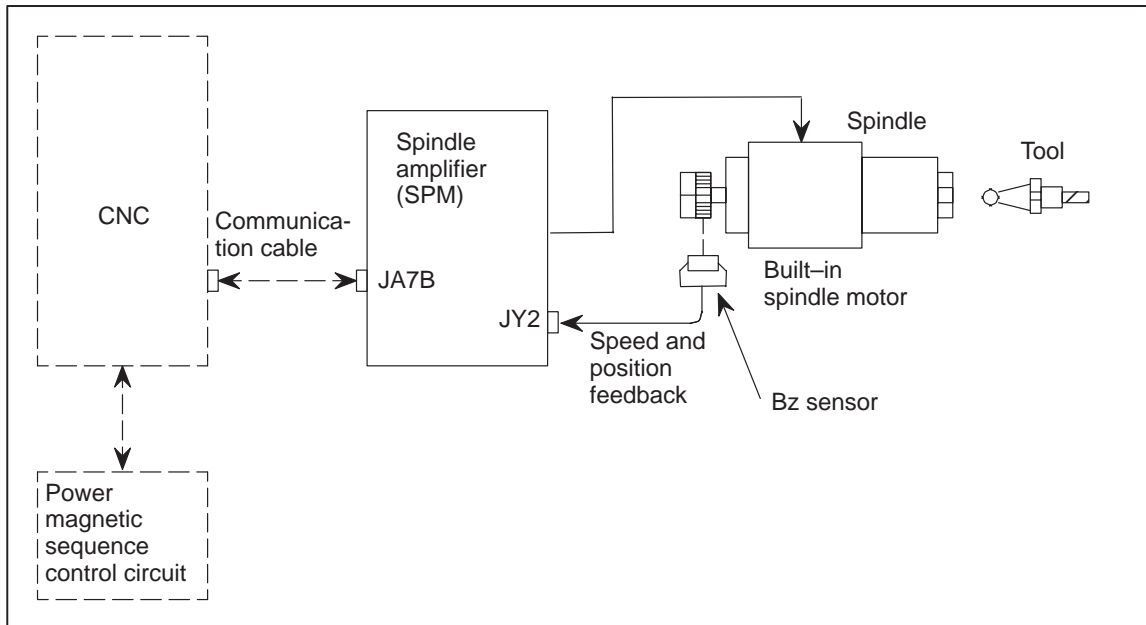 CNC
Communica-
tion cable
Spindle
amplifier
(SPM)
JA7B
JY2
Spindle
Tool
Built–in
spindle motor
Speed and
position
feedback
Bz sensor
Power
magnetic
sequence
control circuit